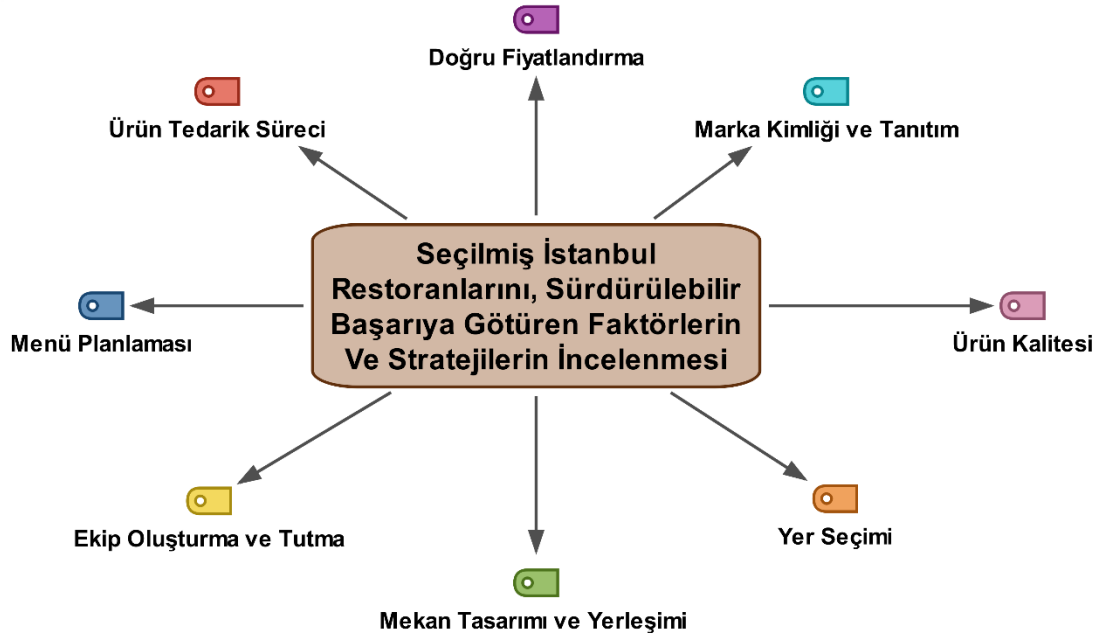 Doğru Fiyatlandırma
Ürün Tedarik Süreci
Marka Kimliği ve Tanıtım
Seçilmiş İstanbul
Restoranlarını, Sürdürülebilir
Başarıya Götüren Faktörlerin
Ve Stratejilerin İncelenmesi
Menü Planlaması
Ürün Kalitesi
Ekip Oluşturma ve Tutma
Yer Seçimi
Mekan Tasarımı ve Yerleşimi